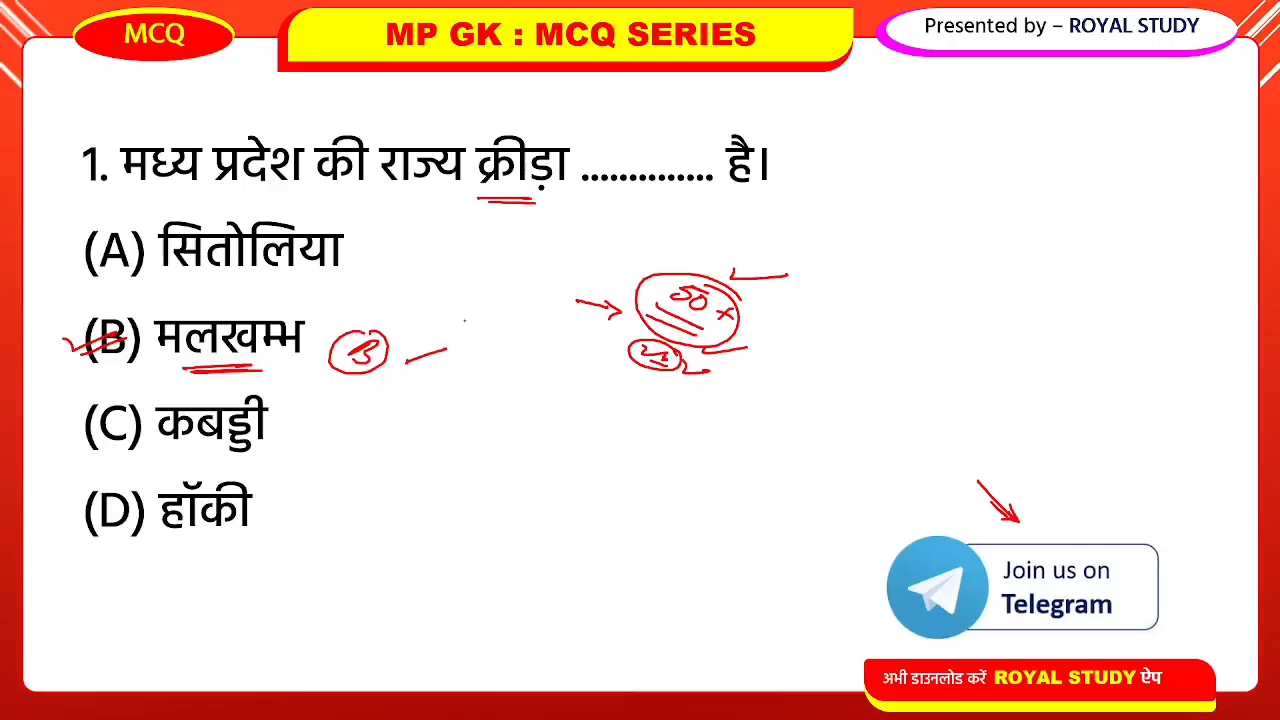 MCQ
MP GK : MCQ SERIES
Presented by – ROYAL STUDY
1. मध्य प्रदेश की राज्य क्रीड़ा .............. है।
(A) सितोलिया
(B) मलखम्भ
(C) कबड्डी
(D) हॉकी
Join us on
Telegram
अभी डाउनलोड करें ROYAL STUDY ऐप